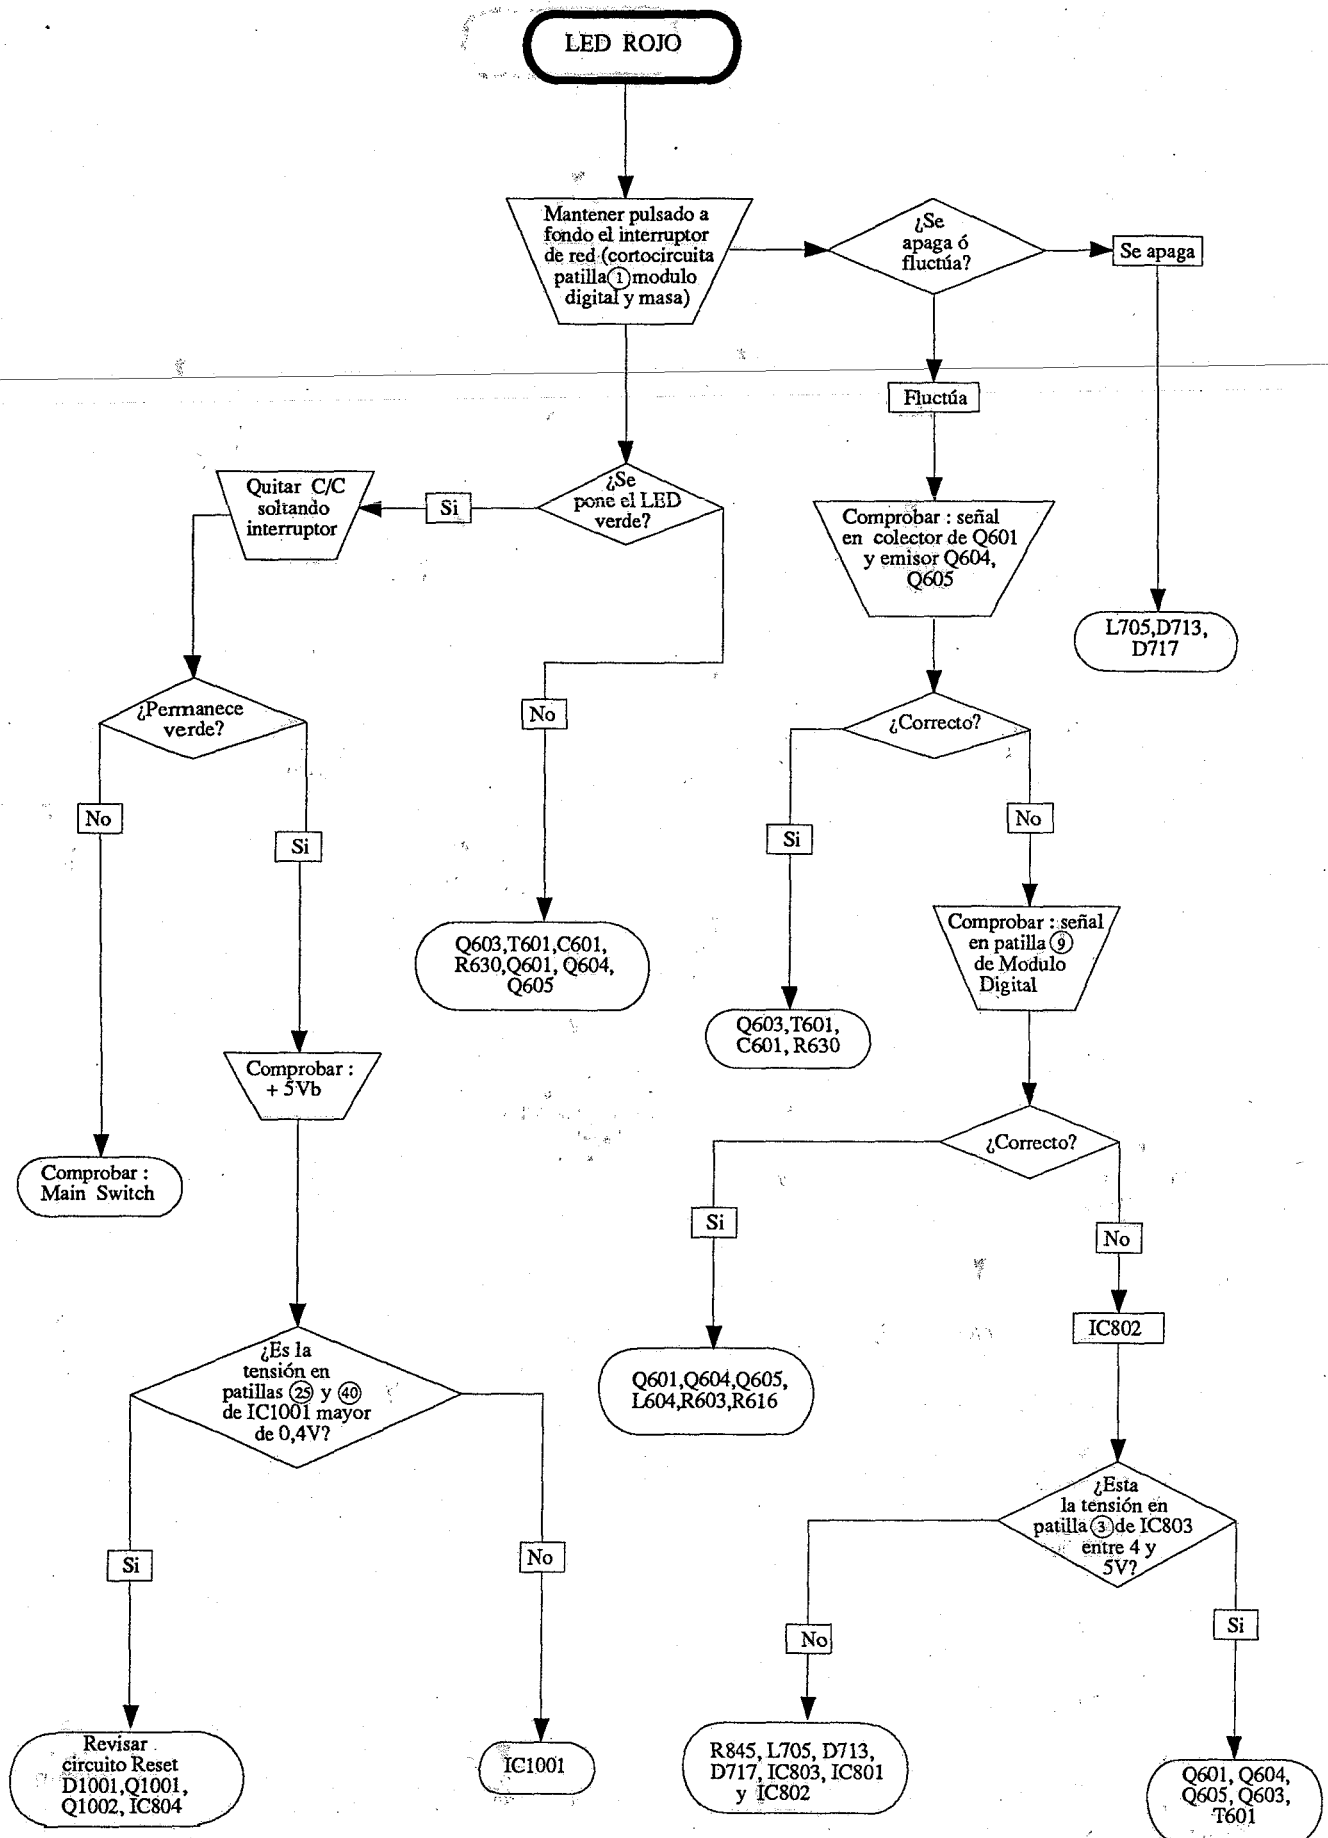 LED ROJO
Mantener pulsado a
fondo el interruptor
de red (cortocircuita
patilla 1 modulo
digital y masa)
¿Se
apaga ó
fluctúa?
Se apaga
Fluctúa
L705,D713,
D717
Comprobar : señal
en colector de Q601
y emisor Q604,
Q605
¿Se
pone el LED
verde?
Si
Quitar C/C
soltando
interruptor
¿Permanece
verde?
No
Si
No
Q603,T601,C601,
R630,Q601, Q604,
Q605
¿Correcto?
Si
No
Q603,T601,
C601, R630
Comprobar : señal
en patilla 9
de Modulo
Digital
Comprobar :
+ 5Vb
Comprobar :
Main Switch
¿Correcto?
Si
No
IC802
Q601,Q604,Q605,
L604,R603,R616
¿Es la
tensión en
patillas 25 y 40
de IC1001 mayor
de 0,4V?
Si
No
Revisar
circuito Reset
D1001,Q1001,
Q1002, IC804
IC1001
¿Esta
la tensión en
patilla 3 de IC803
entre 4 y
5V?
No
Si
R845, L705, D713,
D717, IC803, IC801
y IC802
Q601, Q604,
Q605, Q603,
T601